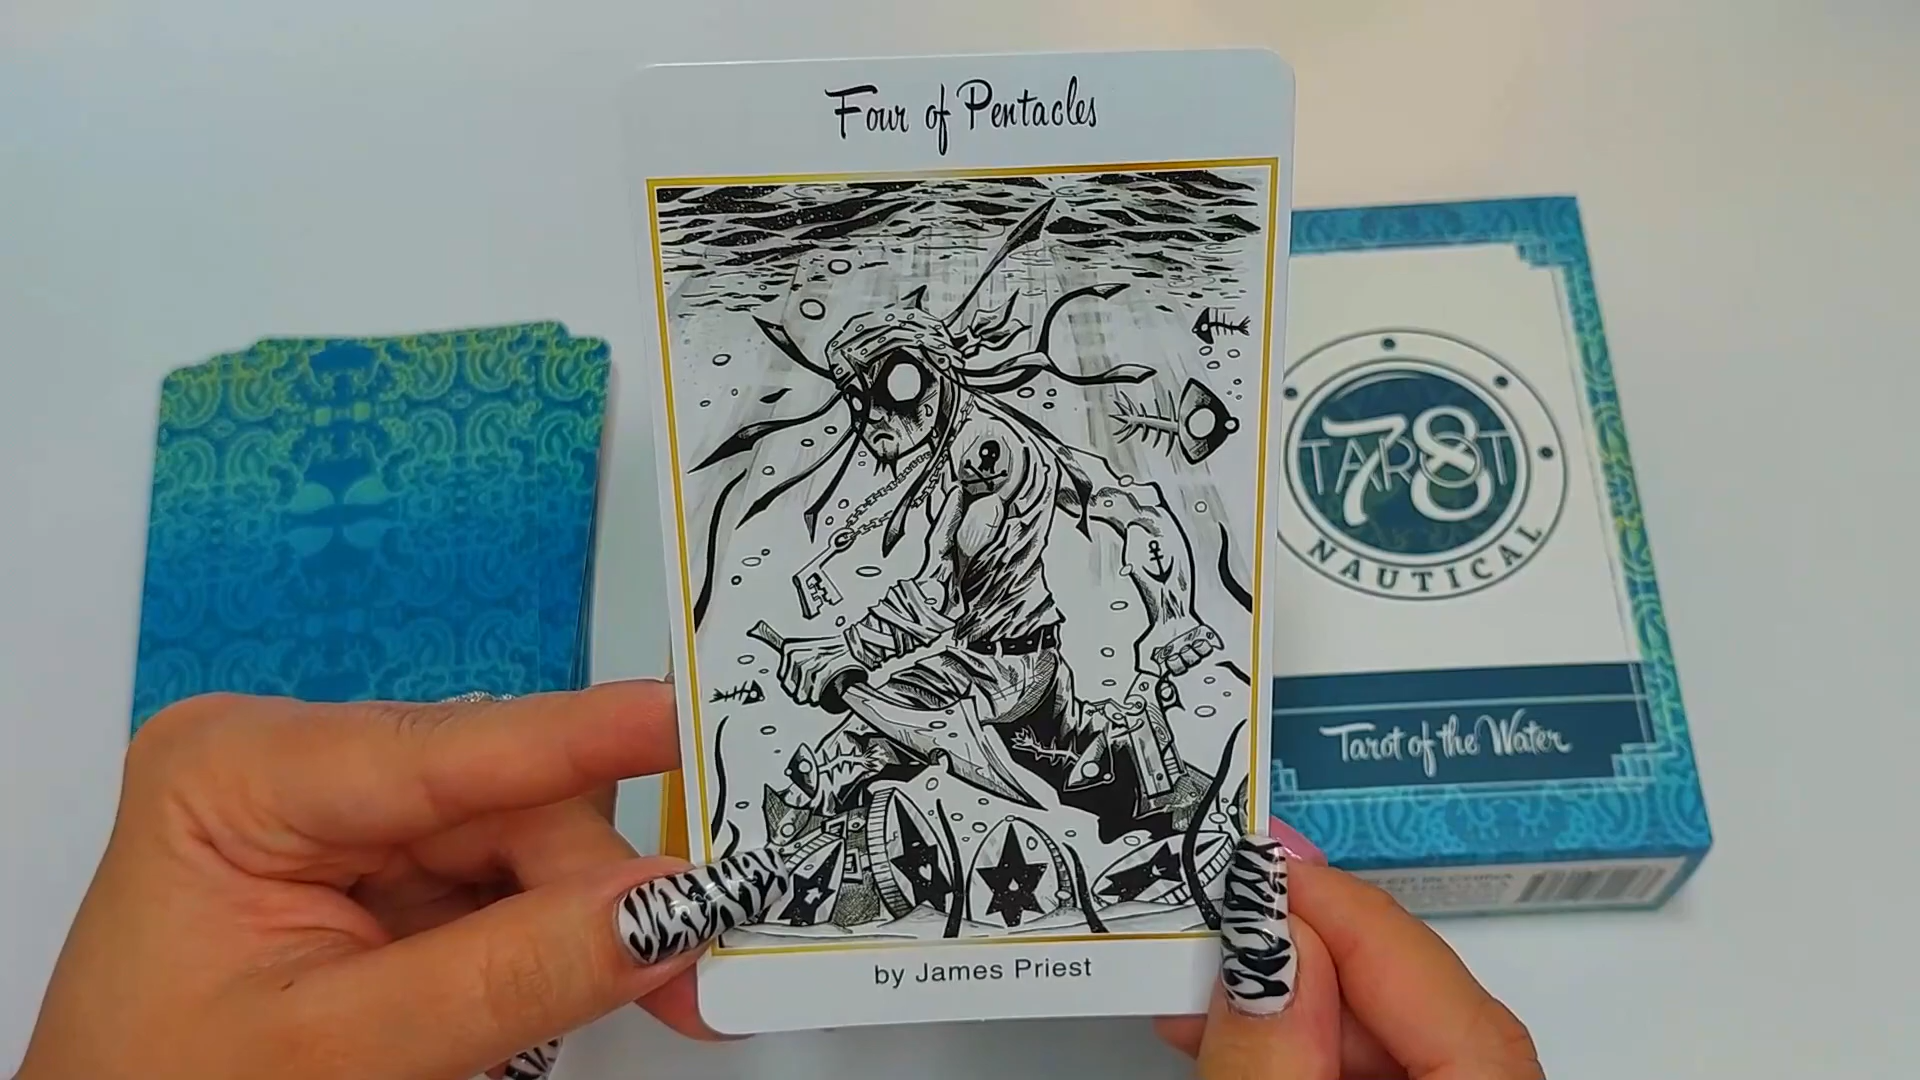 Four of Pentacles
by James Priest
78
TAROT
NAUTICAL
Tarot of the Water